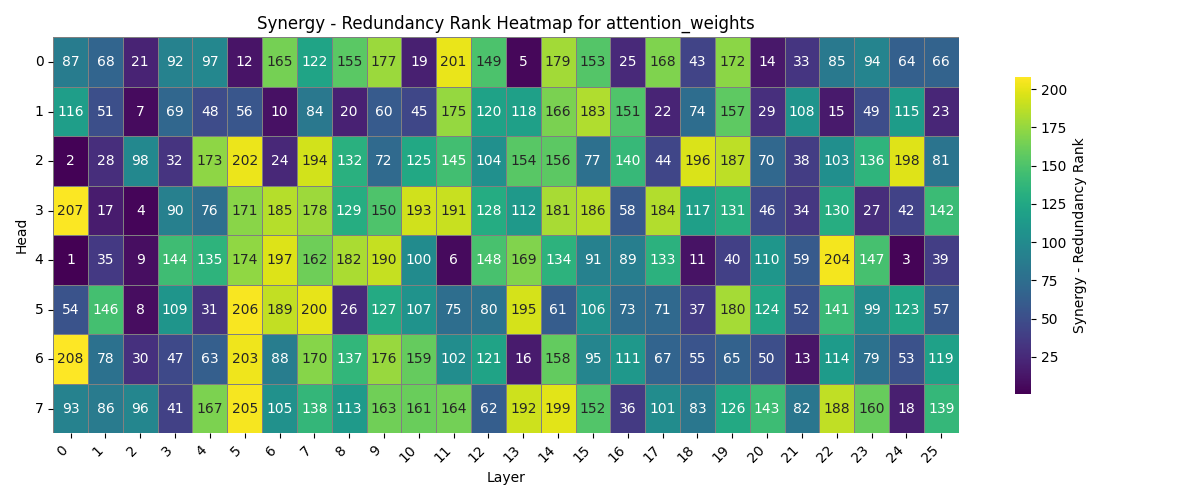 Synergy - Redundancy Rank Heatmap for attention_weights
0 87 68 21 92 97 12 165 122 155 177 19 201 149 5 179 153 25 168 43 172 14 33 85 94 64 66
1 116 51 7 69 48 56 10 84 20 60 45 175 120 118 166 183 151 22 74 157 29 108 15 49 115 23
2 2 28 98 32 173 202 24 194 132 72 125 145 104 154 156 77 140 44 196 187 70 38 103 136 198 81
3 207 17 4 90 76 171 185 178 129 150 193 191 128 112 181 186 58 184 117 131 46 34 130 27 42 142
4 1 35 9 144 135 174 197 162 182 190 100 6 148 169 134 91 89 133 11 40 110 59 204 147 3 39
5 54 146 8 109 31 206 189 200 26 127 107 75 80 195 61 106 73 71 37 180 124 52 141 99 123 57
6 208 78 30 47 63 203 88 170 137 176 159 102 121 16 158 95 111 67 55 65 50 13 114 79 53 119
7 93 86 96 41 167 205 105 138 113 163 161 164 62 192 199 152 36 101 83 126 143 82 188 160 18 139
0 1 2 3 4 5 6 7 8 9 10 11 12 13 14 15 16 17 18 19 20 21 22 23 24 25
Layer
Head
200
175
150
125
100
75
50
25
Synergy - Redundancy Rank